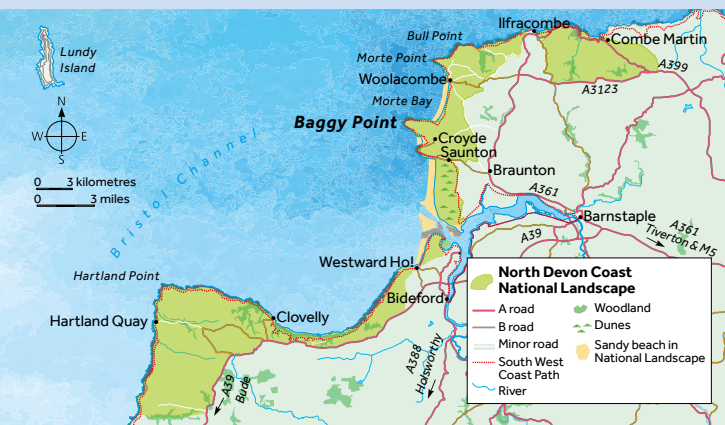 Ilfracombe
Bull Point
Combe Martin
Lundy
Island
Morte Point
A399
Woolacombe
A3123
Morte Bay
N
W E
S
Baggy Point
Croyde
Saunton
Braunton
0 3 kilometres
0 3 miles
A361
Bristol Channel
Barnstaple
A361
Tiverton & M5
A39
Westward Ho!
Hartland Point
Bideford
Clovelly
Hartland Quay
A388
Holsworthy
A39
Bude
North Devon Coast
National Landscape
A road
B road
Minor road
South West
Coast Path
River
Woodland
Dunes
Sandy beach in
National Landscape